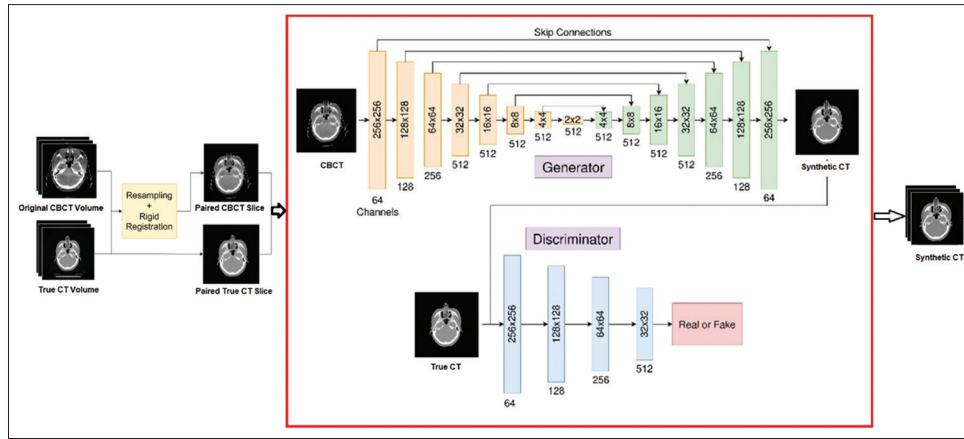 Original CBCT Volume
True CT Volume
Resampling
+
Rigid
Registration
Paired CBCT Slice
Paired True CT Slice
Skip Connections
CBCT
256x256
128x128
64x64
32x32
16x16
8x8
4x4
2x2
4x4
8x8
16x16
32x32
64x64
128x128
256x256
64
Channels
128
256
512
512
512
512
512
512
512
512
512
256
128
64
Generator
Synthetic CT
Discriminator
True CT
256x256
128x128
64x64
32x32
64
128
256
512
Real or Fake
Synthetic CT